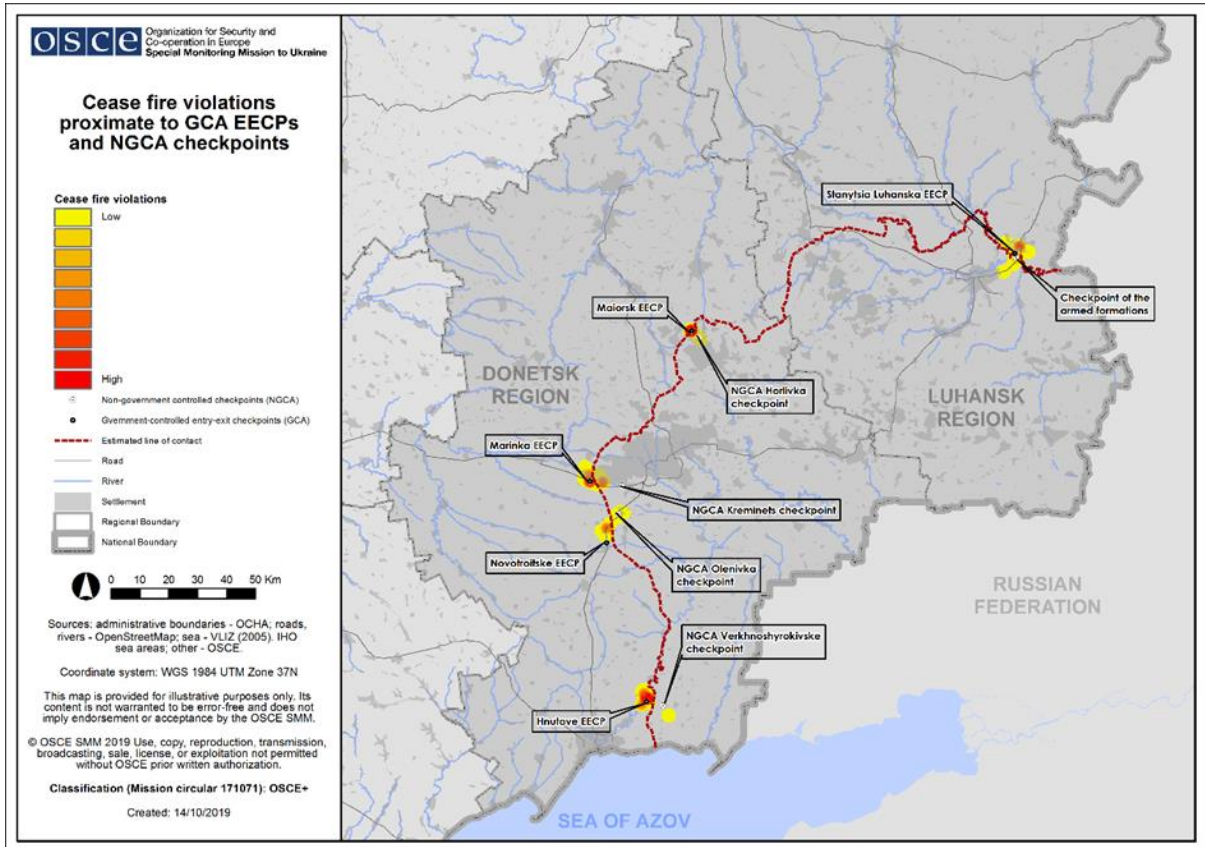 OSCE
Organization for Security and
Co-operation in Europe
Special Monitoring Mission to Ukraine
Cease fire violations
proximate to GCA EECPs
and NGCA checkpoints
Cease fire violations
Low
High
Non-government controlled checkpoints (NGCA)
Gvernment-controlled entry-exit checkpoints (GCA)
Estimated line of contact
Road
River
Settlement
Regional Boundary
National Boundary
0 10 20 30 40 50 Km
Sources: administrative boundaries - OCHA; roads,
rivers - OpenStreetMap; sea - VLIZ (2005). IHO
sea areas; other - OSCE.
Coordinate system: WGS 1984 UTM Zone 37N
This map is provided for illustrative purposes only. Its
content is not warranted to be error-free and does not
imply endorsement or acceptance by the OSCE SMM.
© OSCE SMM 2019 Use, copy, reproduction, transmission,
broadcasting, sale, license, or exploitation not permitted
without OSCE prior written authorization.
Classification (Mission circular 171071): OSCE+
Created: 14/10/2019
Stanytsia Luhanska EECP
Checkpoint of the
armed formations
Maiorsk EECP
NGCA Horlivka
checkpoint
DONETSK
REGION
LUHANSK
REGION
Marinka EECP
NGCA Kreminets checkpoint
Novotroitske EECP
NGCA Olenivka
checkpoint
RUSSIAN
FEDERATION
NGCA Verkhnoshyrokivske
checkpoint
Hnutove EECP
SEA OF AZOV